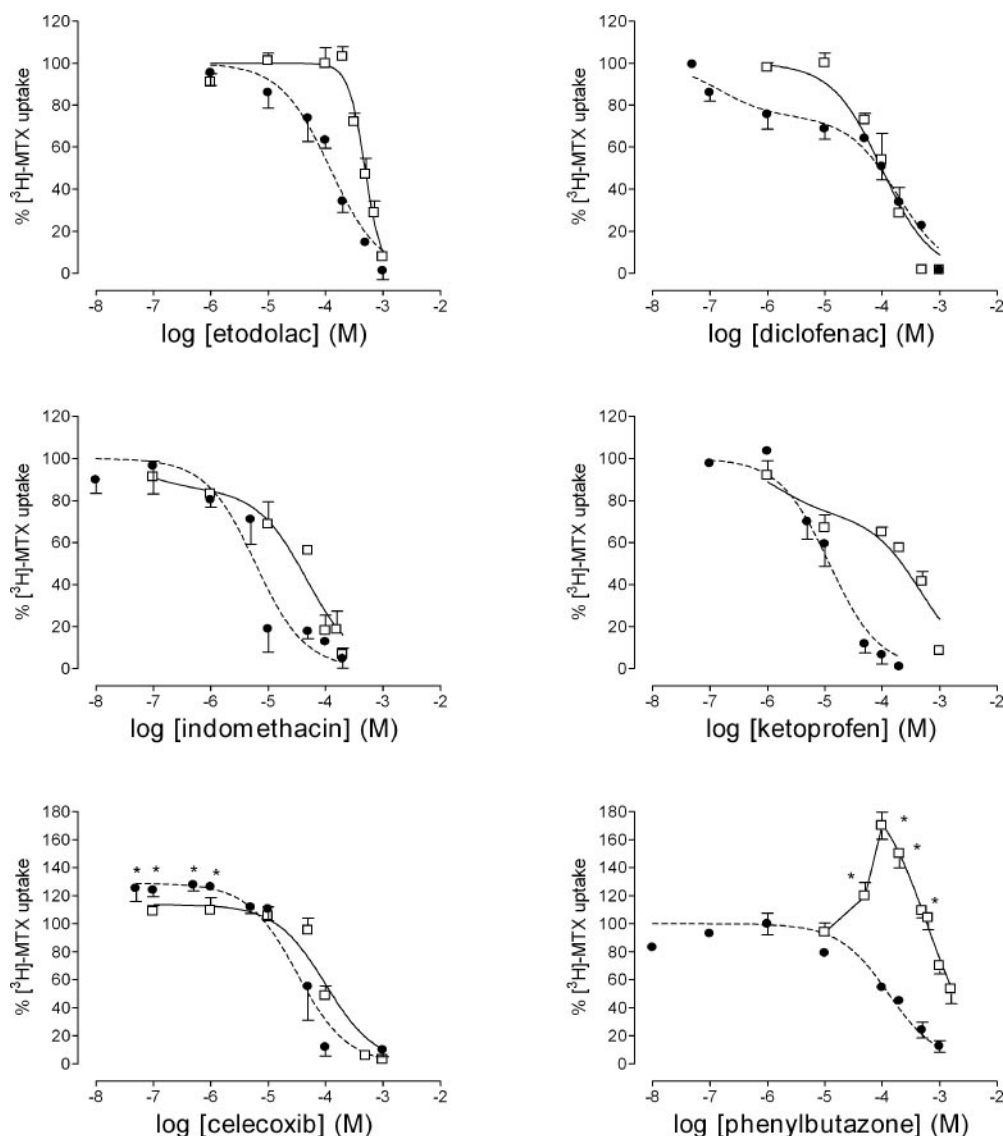 120
100
80
60
40
20
0
% [³H]-MTX uptake
-8 -7 -6 -5 -4 -3 -2
log [etodolac] (M)
120
100
80
60
40
20
0
% [³H]-MTX uptake
-8 -7 -6 -5 -4 -3 -2
log [diclofenac] (M)
120
100
80
60
40
20
0
% [³H]-MTX uptake
-8 -7 -6 -5 -4 -3 -2
log [indomethacin] (M)
120
100
80
60
40
20
0
% [³H]-MTX uptake
-8 -7 -6 -5 -4 -3 -2
log [ketoprofen] (M)
180
160
140
120
100
80
60
40
20
0
% [³H]-MTX uptake
* * * *
-8 -7 -6 -5 -4 -3 -2
log [celecoxib] (M)
180
160
140
120
100
80
60
40
20
0
% [³H]-MTX uptake
*
*
*
*
-8 -7 -6 -5 -4 -3 -2
log [phenylbutazone] (M)